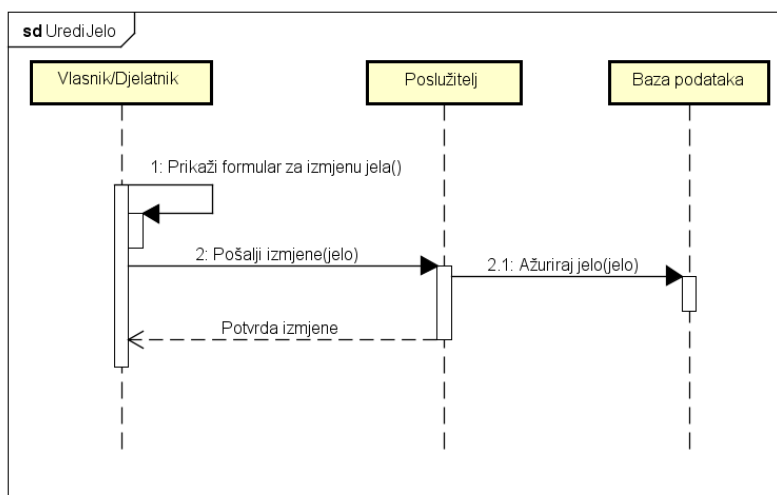 sd UrediJelo
Vlasnik/Djelatnik
Poslužitelj
Baza podataka
1: Prikaži formular za izmjenu jela()
2: Pošalji izmjene(jelo)
2.1: Ažuriraj jelo(jelo)
Potvrda izmjene